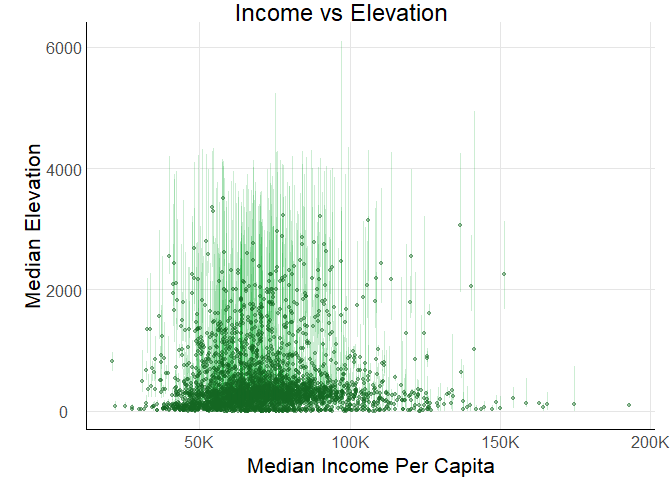 Income vs Elevation
Median Elevation
6000
4000
2000
0
50K
100K
150K
200K
Median Income Per Capita